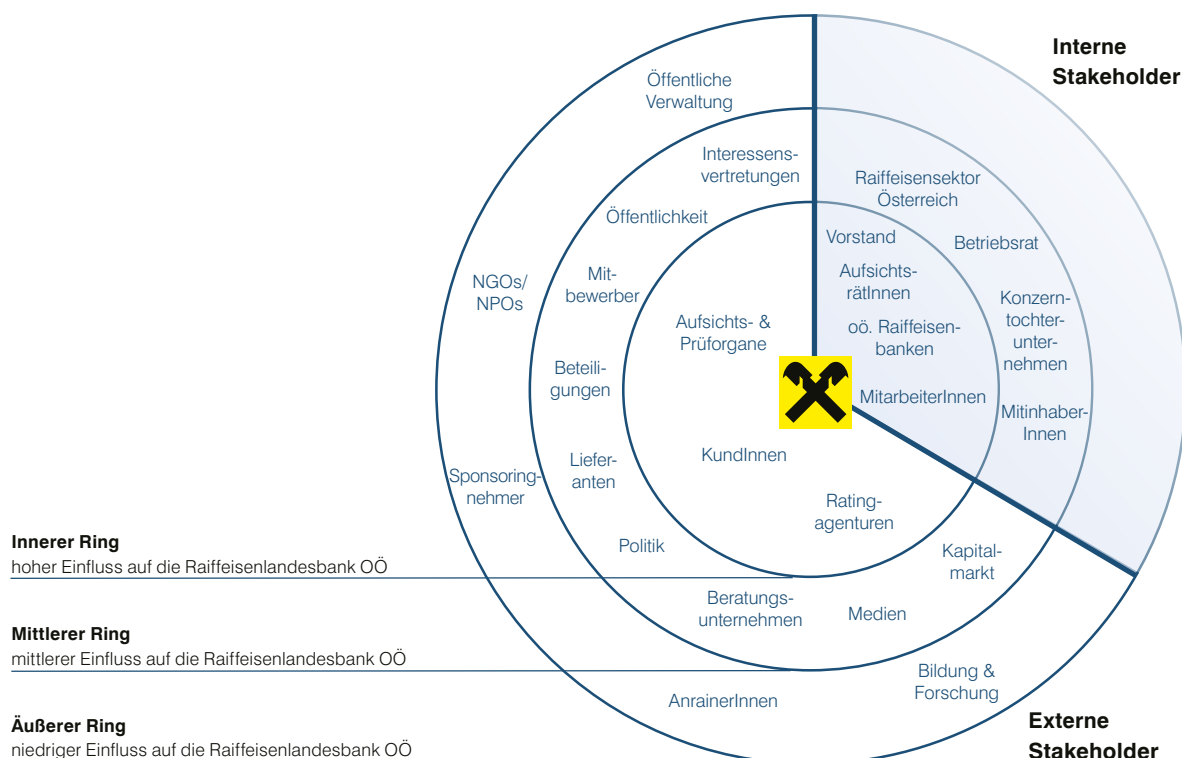 Interne
Stakeholder
Öffentliche
Verwaltung
Interessens-
vertretungen
Raiffeisensektor
Österreich
Öffentlichkeit
Vorstand
Betriebsrat
NGOs/
NPOs
Mit-
bewerber
Aufsichts-
rätInnen
Konzern-
tochter-
unter-
nehmen
Aufsichts- &
Prüforgane
oö. Raiffeisen-
banken
Beteili-
gungen
MitarbeiterInnen
Mitinhaber-
Innen
KundInnen
Liefer-
anten
Sponsoring-
nehmer
Rating-
agenturen
Politik
Kapital-
markt
Innerer Ring
hoher Einfluss auf die Raiffeisenlandesbank OÖ
Beratungs-
unternehmen
Medien
Mittlerer Ring
mittlerer Einfluss auf die Raiffeisenlandesbank OÖ
Bildung &
Forschung
AnrainerInnen
Äußerer Ring
niedriger Einfluss auf die Raiffeisenlandesbank OÖ
Externe
Stakeholder